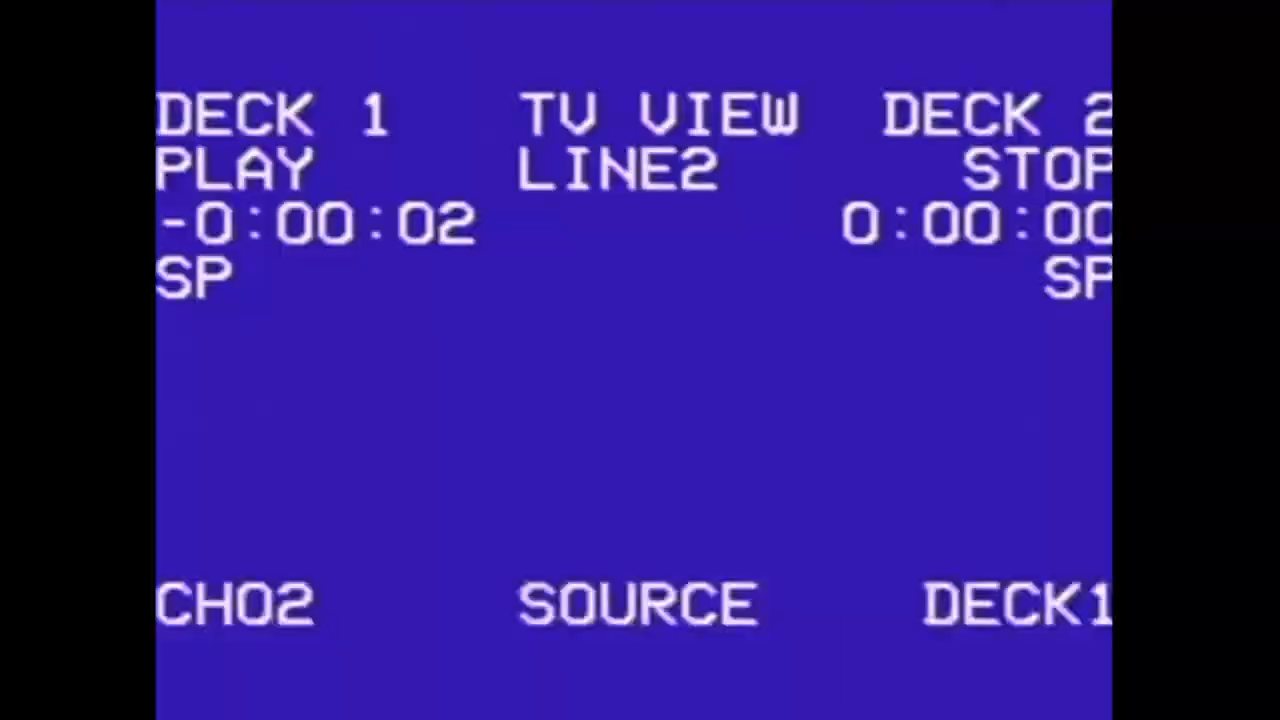 DECK 1 TV VIEW DECK 2
PLAY LINE2 STOP
-0:00:02 0:00:00
SP SP
CH02 SOURCE DECK1